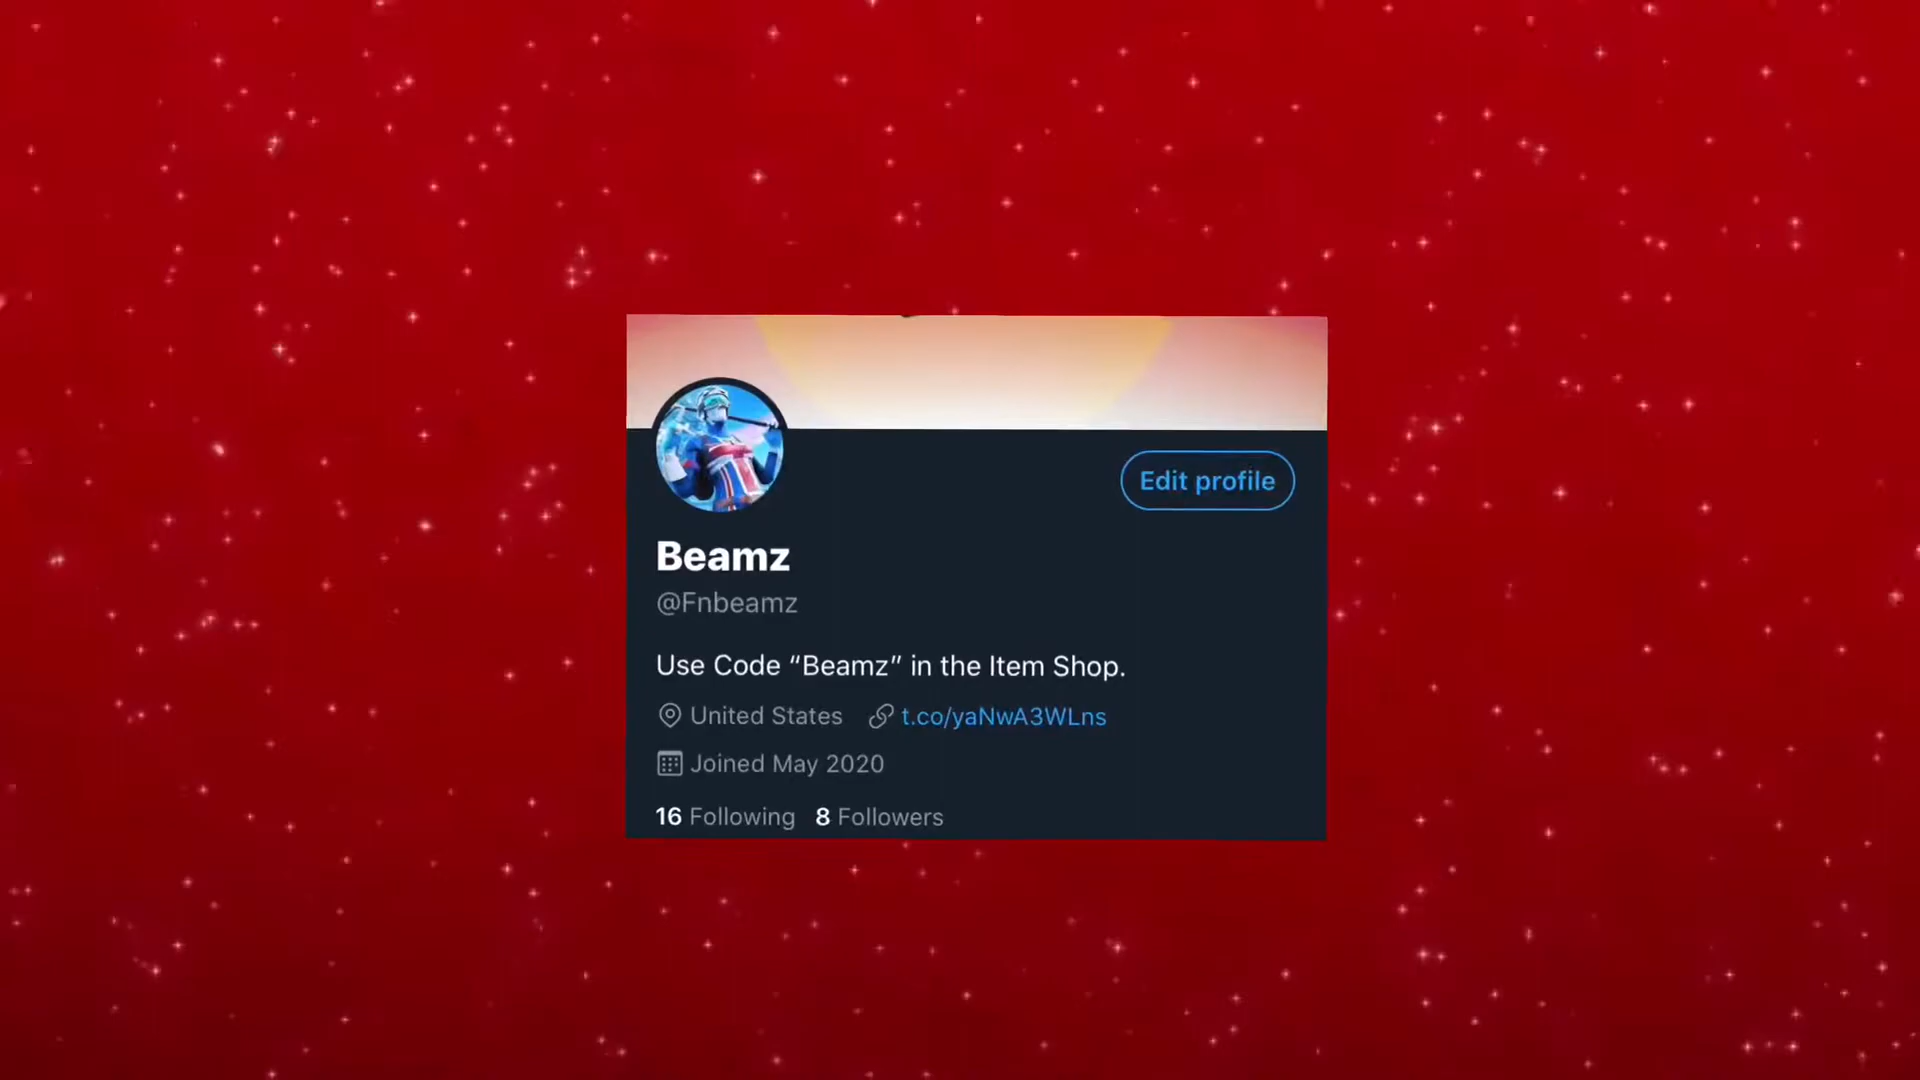 Edit profile
Beamz
@Fnbeamz
Use Code “Beamz” in the Item Shop.
United States t.co/yaNwA3WLns
Joined May 2020
16 Following 8 Followers